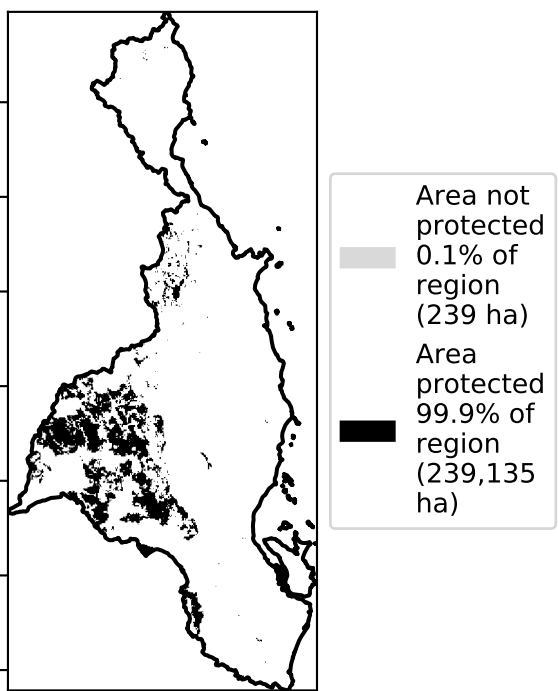 Area not
protected
0.1% of
region
(239 ha)
Area
protected
99.9% of
region
(239,135
ha)